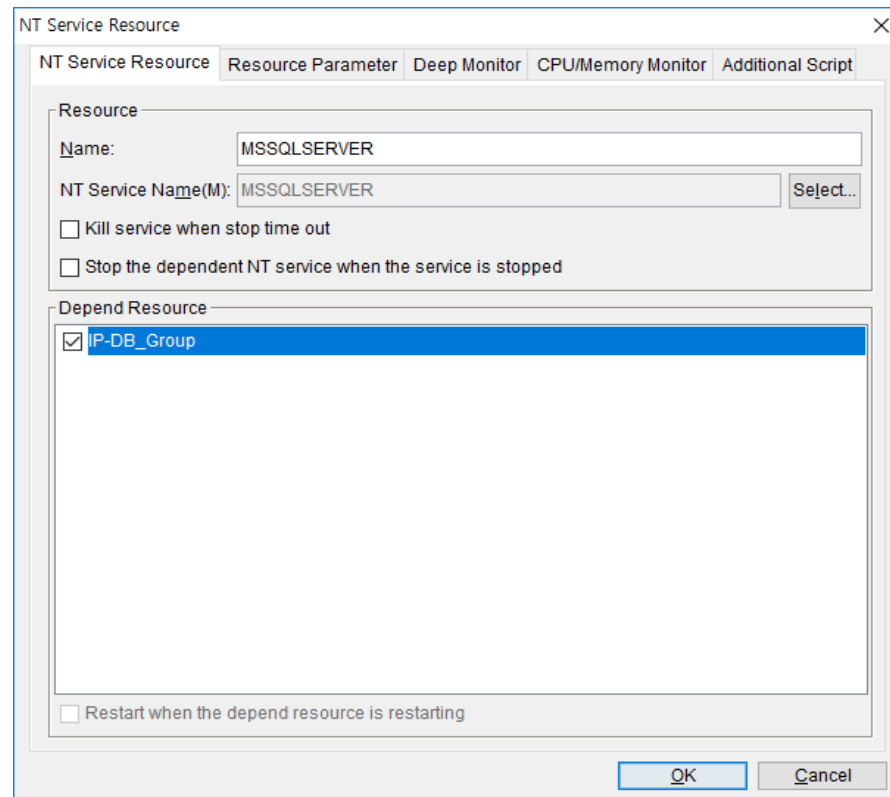 NT Service Resource
NT Service Resource Resource Parameter Deep Monitor CPU/Memory Monitor Additional Script
Resource
Name: MSSQLSERVER
NT Service Name(M): MSSQLSERVER Select...
Kill service when stop time out
Stop the dependent NT service when the service is stopped
Depend Resource
IP-DB_Group
Restart when the depend resource is restarting
OK Cancel